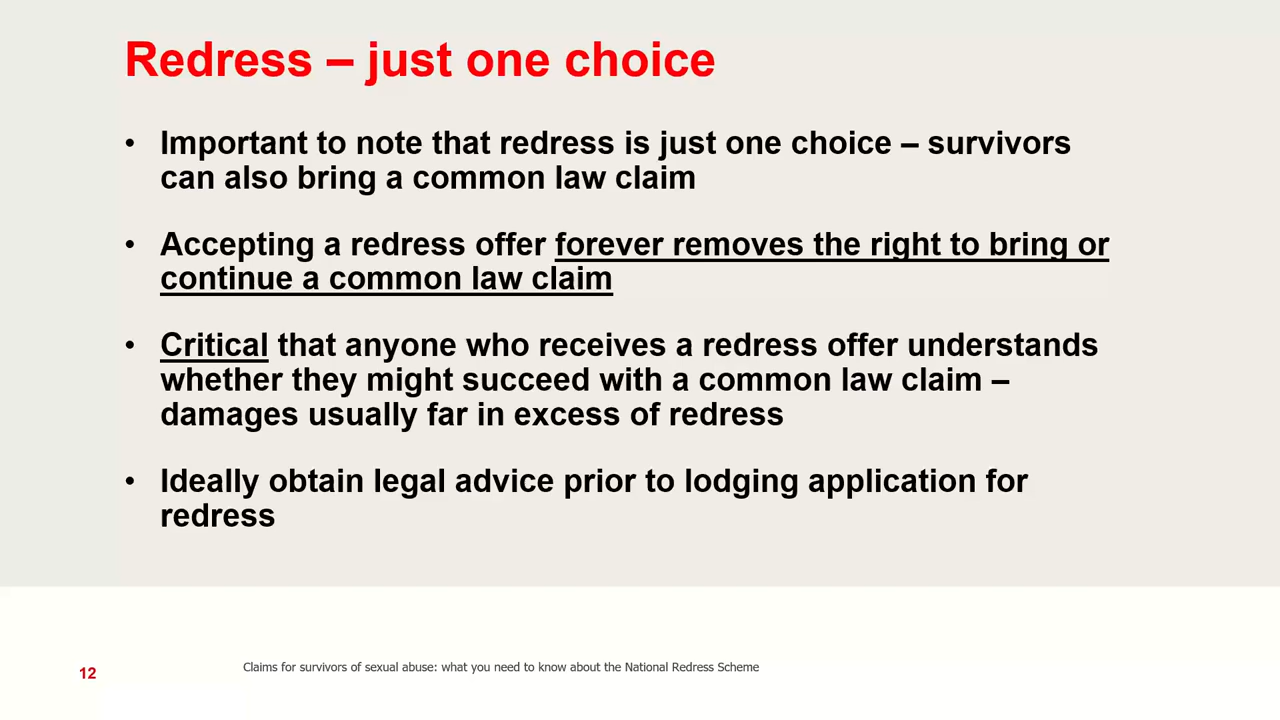 Redress – just one choice
• Important to note that redress is just one choice – survivors
can also bring a common law claim
• Accepting a redress offer forever removes the right to bring or
continue a common law claim
• Critical that anyone who receives a redress offer understands
whether they might succeed with a common law claim –
damages usually far in excess of redress
• Ideally obtain legal advice prior to lodging application for
redress
12
Claims for survivors of sexual abuse: what you need to know about the National Redress Scheme